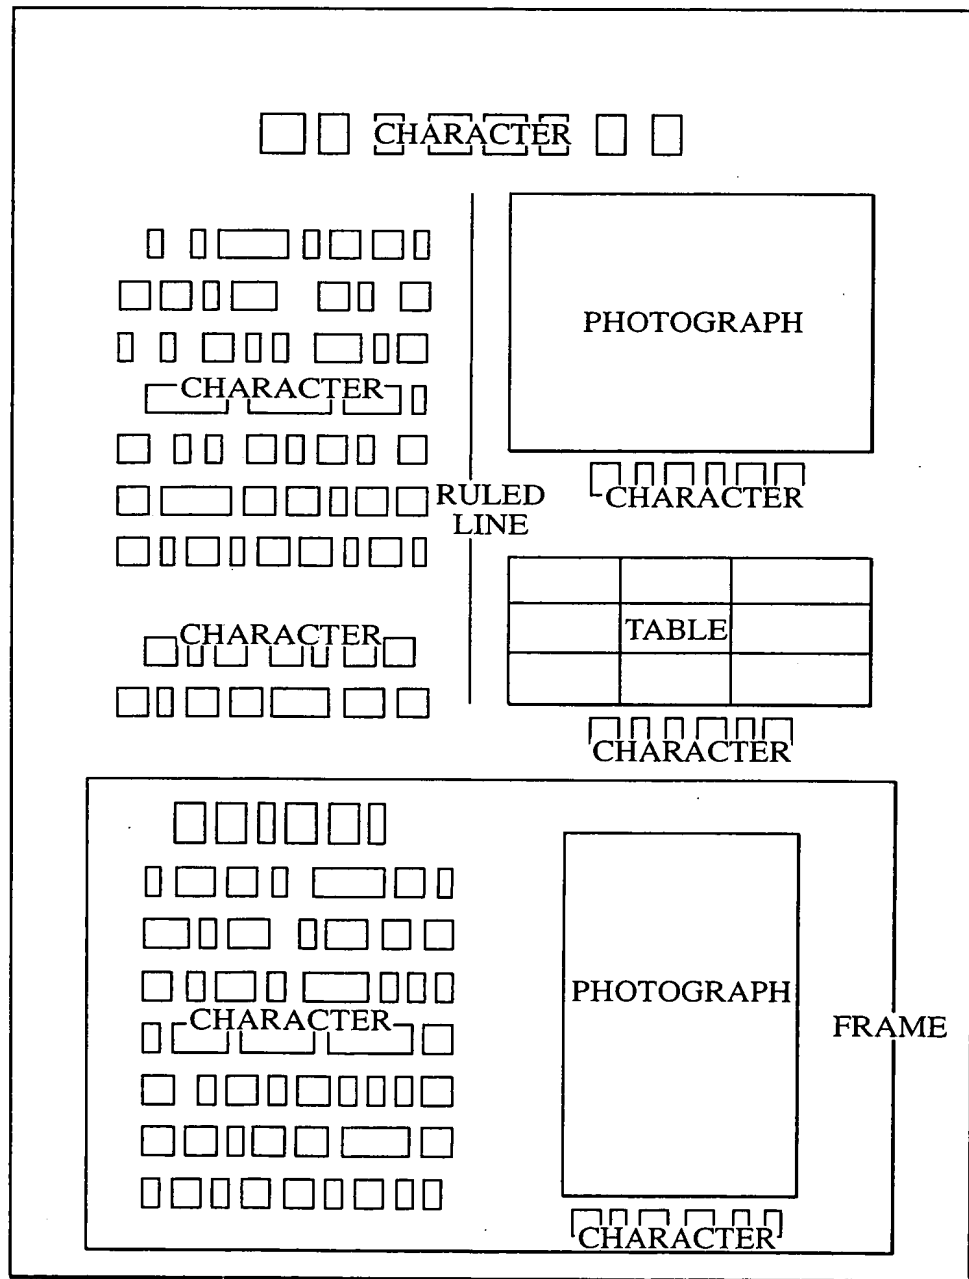 CHARACTER
CHARACTER
CHARACTER
RULED
LINE
PHOTOGRAPH
CHARACTER
TABLE
CHARACTER
CHARACTER
PHOTOGRAPH
CHARACTER
FRAME